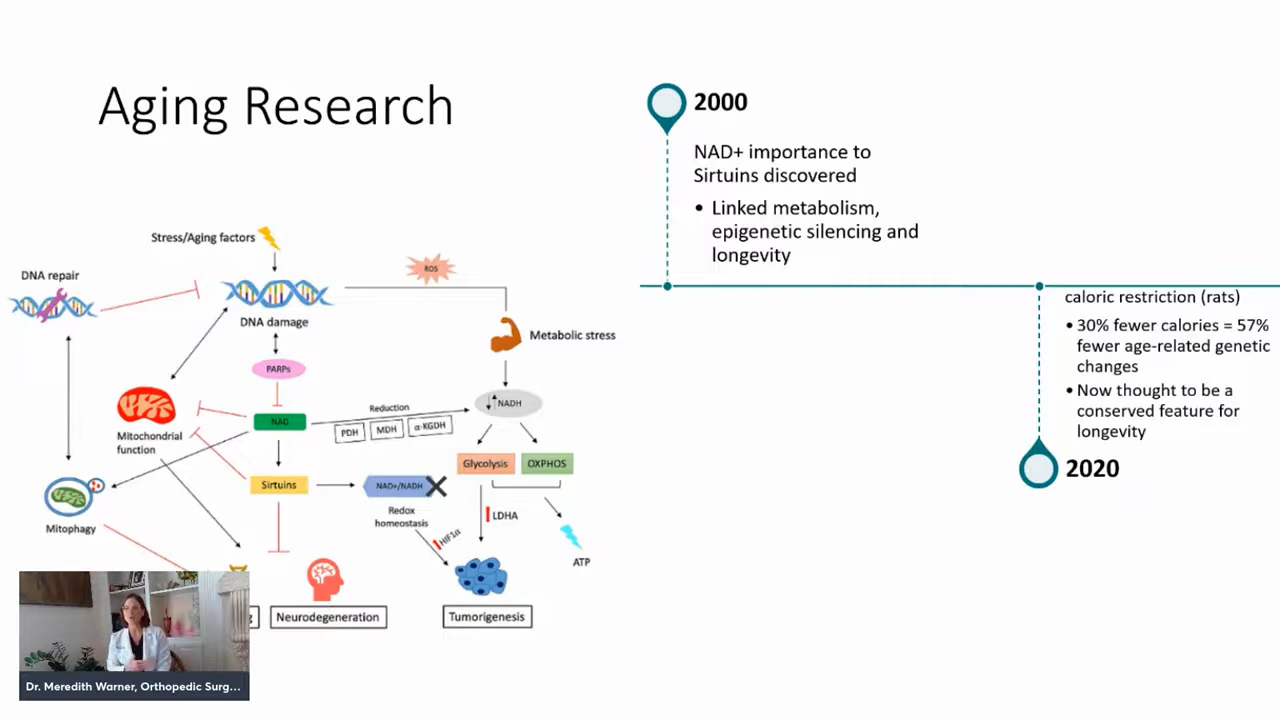 Aging Research
2000
NAD+ importance to
Sirtuins discovered
• Linked metabolism,
epigenetic silencing and
longevity
caloric restriction (rats)
• 30% fewer calories = 57%
fewer age-related genetic
changes
• Now thought to be a
conserved feature for
longevity
2020
Stress/Aging factors
DNA repair
ROS
DNA damage
Metabolic stress
PARPs
NADH
Reduction
NAD
PDH
MDH
α-KGDH
Mitochondrial
function
Glycolysis
OXPHOS
Sirtuins
NAD+/NADH
Redox
homeostasis
HIF1α
LDHA
Mitophagy
ATP
g
Neurodegeneration
Tumorigenesis
Dr. Meredith Warner, Orthopedic Surg...